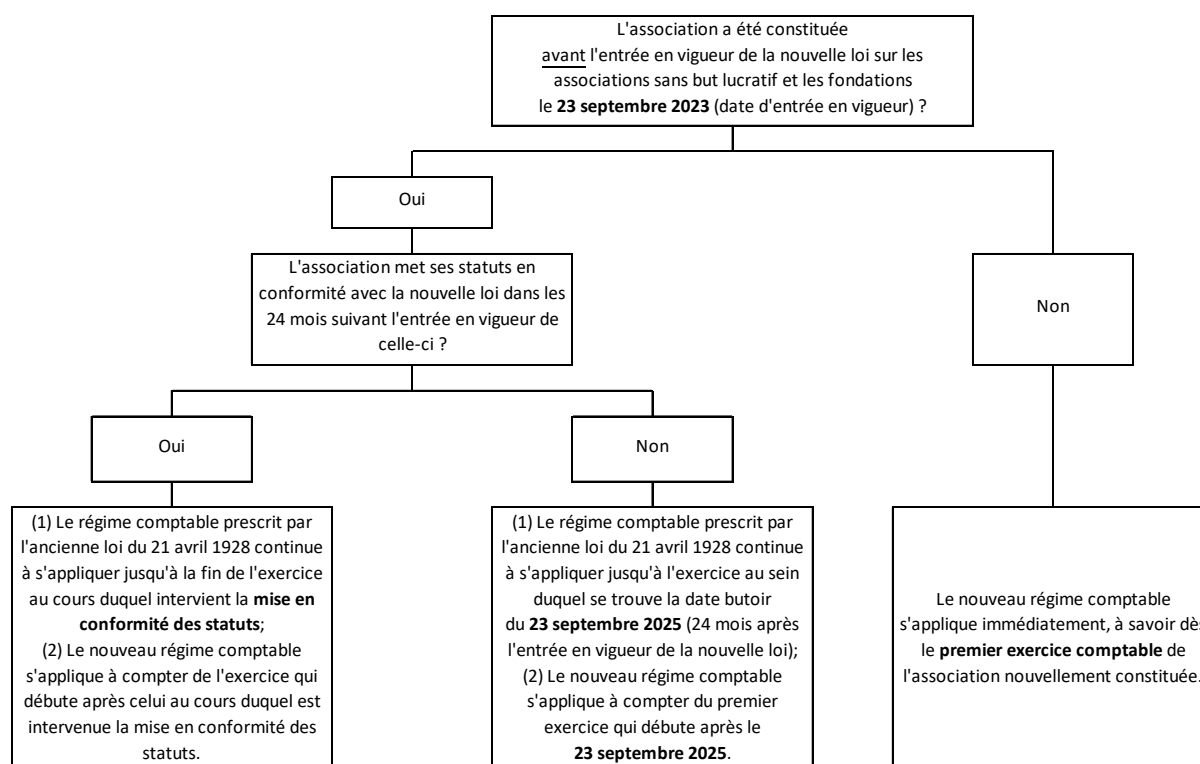 L'association a été constituée
avant l'entrée en vigueur de la nouvelle loi sur les
associations sans but lucratif et les fondations
le 23 septembre 2023 (date d'entrée en vigueur) ?
Oui
L'association met ses statuts en
conformité avec la nouvelle loi dans les
24 mois suivant l'entrée en vigueur de
celle-ci ?
Non
Oui
Non
(1) Le régime comptable prescrit par
l'ancienne loi du 21 avril 1928 continue
à s'appliquer jusqu'à la fin de l'exercice
au cours duquel intervient la mise en
conformité des statuts;
(2) Le nouveau régime comptable
s'applique à compter de l'exercice qui
débute après celui au cours duquel est
intervenue la mise en conformité des
statuts.
(1) Le régime comptable prescrit par
l'ancienne loi du 21 avril 1928 continue
à s'appliquer jusqu'à l'exercice au sein
duquel se trouve la date butoir
du 23 septembre 2025 (24 mois après
l'entrée en vigueur de la nouvelle loi);
(2) Le nouveau régime comptable
s'applique à compter du premier
exercice qui débute après le
23 septembre 2025.
Le nouveau régime comptable
s'applique immédiatement, à savoir dès
le premier exercice comptable de
l'association nouvellement constituée.